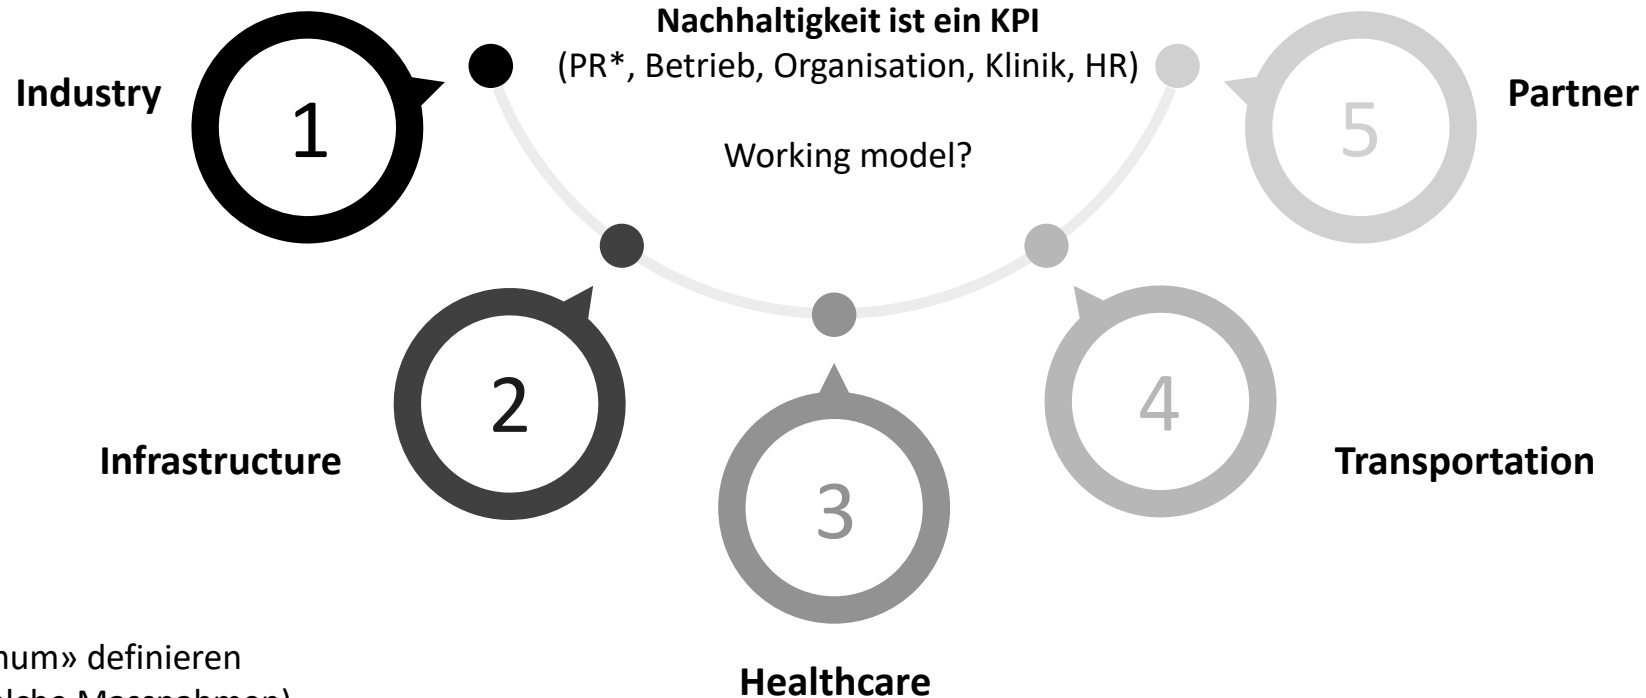 Nachhaltigkeit ist ein KPI
(PR*, Betrieb, Organisation, Klinik, HR)
Working model?
Industry
1
5
Partner
2
4
Infrastructure
Transportation
3
Healthcare
definieren
Massnahmen)